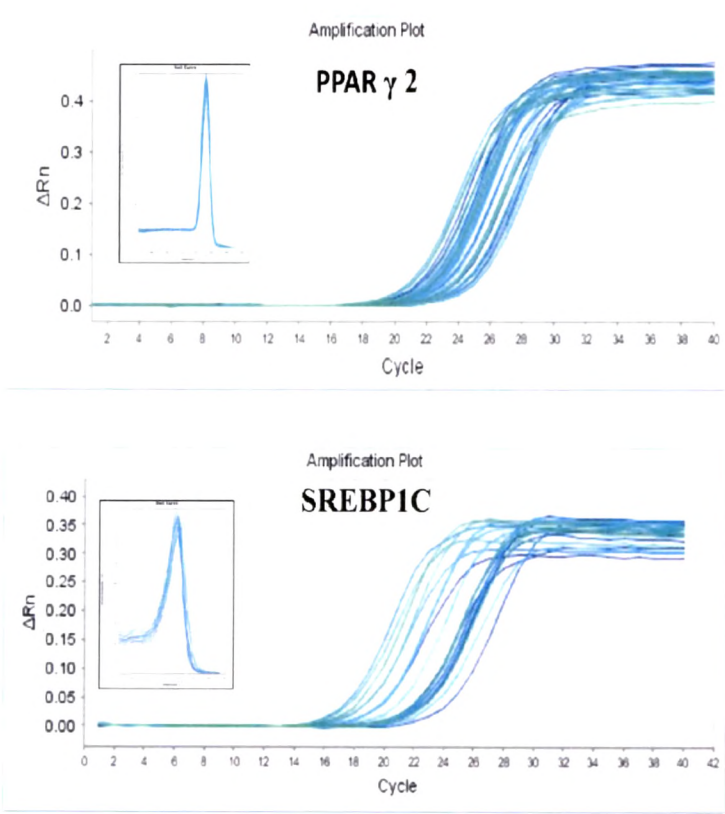 Amplification Plot
PPAR γ 2
0.4
0.3
0.2
0.1
0.0
ΔRn
2 4 6 8 10 12 14 16 18 20 22 24 26 28 30 32 34 36 38 40
Cycle
Amplification Plot
SREBP1C
0.40
0.35
0.30
0.25
0.20
0.15
0.10
0.05
0.00
ΔRn
0 2 4 6 8 10 12 14 16 18 20 22 24 26 28 30 32 34 36 38 40 42
Cycle